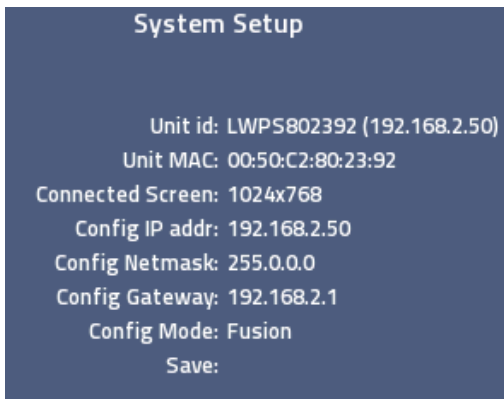 System Setup
Unit id: LWPS802392 (192.168.2.50)
Unit MAC: 00:50:C2:80:23:92
Connected Screen: 1024x768
Config IP addr: 192.168.2.50
Config Netmask: 255.0.0.0
Config Gateway: 192.168.2.1
Config Mode: Fusion
Save: